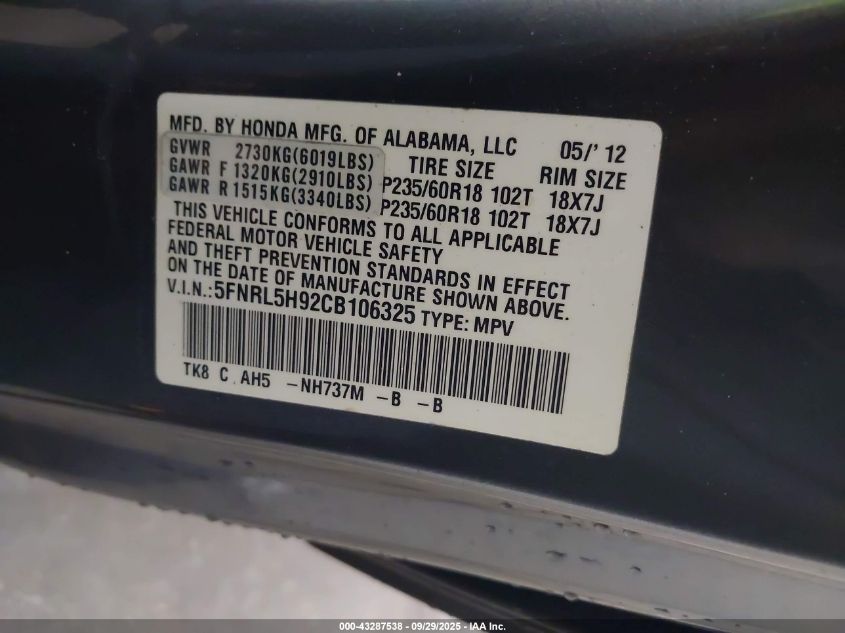 MFD. BY HONDA MFG. OF ALABAMA, LLC 05/' 12
GVWR 2730KG(6019LBS) TIRE SIZE RIM SIZE
GAWR F 1320KG(2910LBS) P235/60R18 102T 18X7J
GAWR R 1515KG(3340LBS) P235/60R18 102T 18X7J
THIS VEHICLE CONFORMS TO ALL APPLICABLE
FEDERAL MOTOR VEHICLE SAFETY
AND THEFT PREVENTION STANDARDS IN EFFECT
ON THE DATE OF MANUFACTURE SHOWN ABOVE.
V.I.N.:5FNRL5H92CB106325 TYPE: MPV
TK8 C AH5 -NH737M -B -B
000-43287538 - 09/29/2025 - IAA Inc.